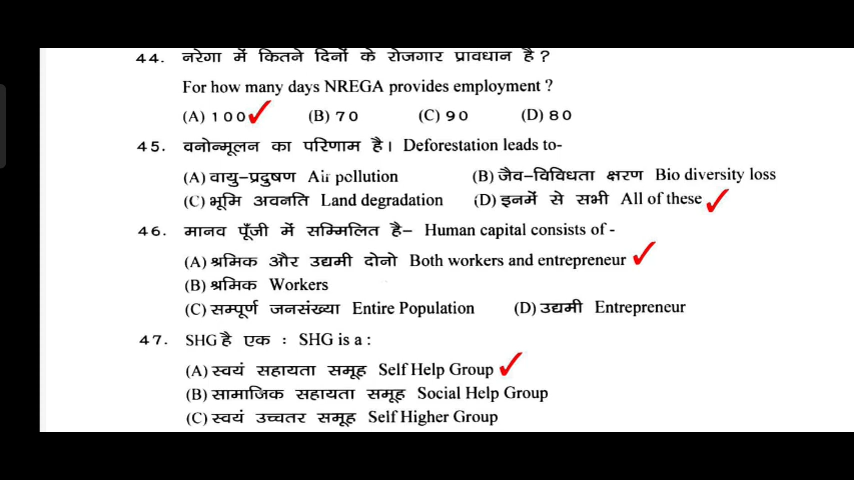 44. नरेगा में कितने दिनों के रोजगार प्रावधान है ?
For how many days NREGA provides employment ?
(A) 100 (B) 70 (C) 90 (D) 80
45. वनोन्मूलन का परिणाम है। Deforestation leads to-
(A) वायु-प्रदुषण Air pollution (B) जैव-विविधता क्षरण Bio diversity loss
(C) भूमि अवनति Land degradation (D) इनमें से सभी All of these
46. मानव पूँजी में सम्मिलित है- Human capital consists of -
(A) श्रमिक और उद्यमी दोनो Both workers and entrepreneur
(B) श्रमिक Workers
(C) सम्पूर्ण जनसंख्या Entire Population (D) उद्यमी Entrepreneur
47. SHG है एक : SHG is a :
(A) स्वयं सहायता समूह Self Help Group
(B) सामाजिक सहायता समूह Social Help Group
(C) स्वयं उच्चतर समूह Self Higher Group